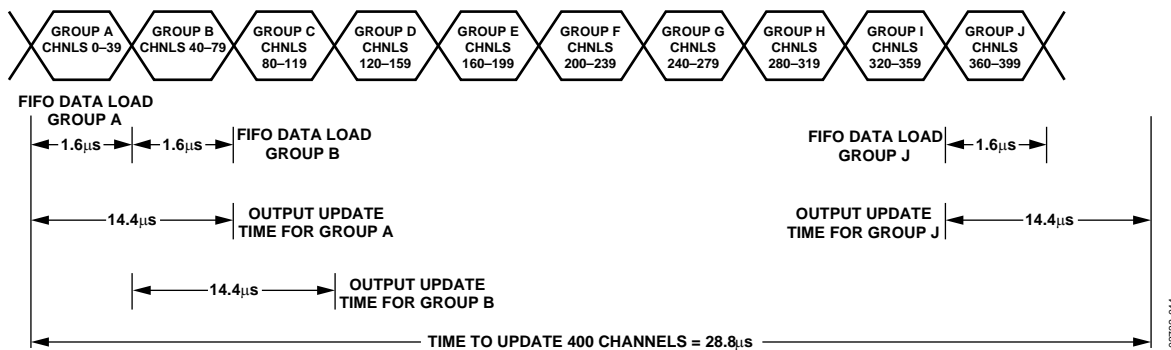 GROUP A
CHNLS 0–39
GROUP B
CHNLS 40–79
GROUP C
CHNLS
80–119
GROUP D
CHNLS
120–159
GROUP E
CHNLS
160–199
GROUP F
CHNLS
200–239
GROUP G
CHNLS
240–279
GROUP H
CHNLS
280–319
GROUP I
CHNLS
320–359
GROUP J
CHNLS
360–399
FIFO DATA LOAD
GROUP A
1.6µs
1.6µs
FIFO DATA LOAD
GROUP B
FIFO DATA LOAD
GROUP J
1.6µs
14.4µs
OUTPUT UPDATE
TIME FOR GROUP A
OUTPUT UPDATE
TIME FOR GROUP J
14.4µs
14.4µs
OUTPUT UPDATE
TIME FOR GROUP B
TIME TO UPDATE 400 CHANNELS = 28.8µs